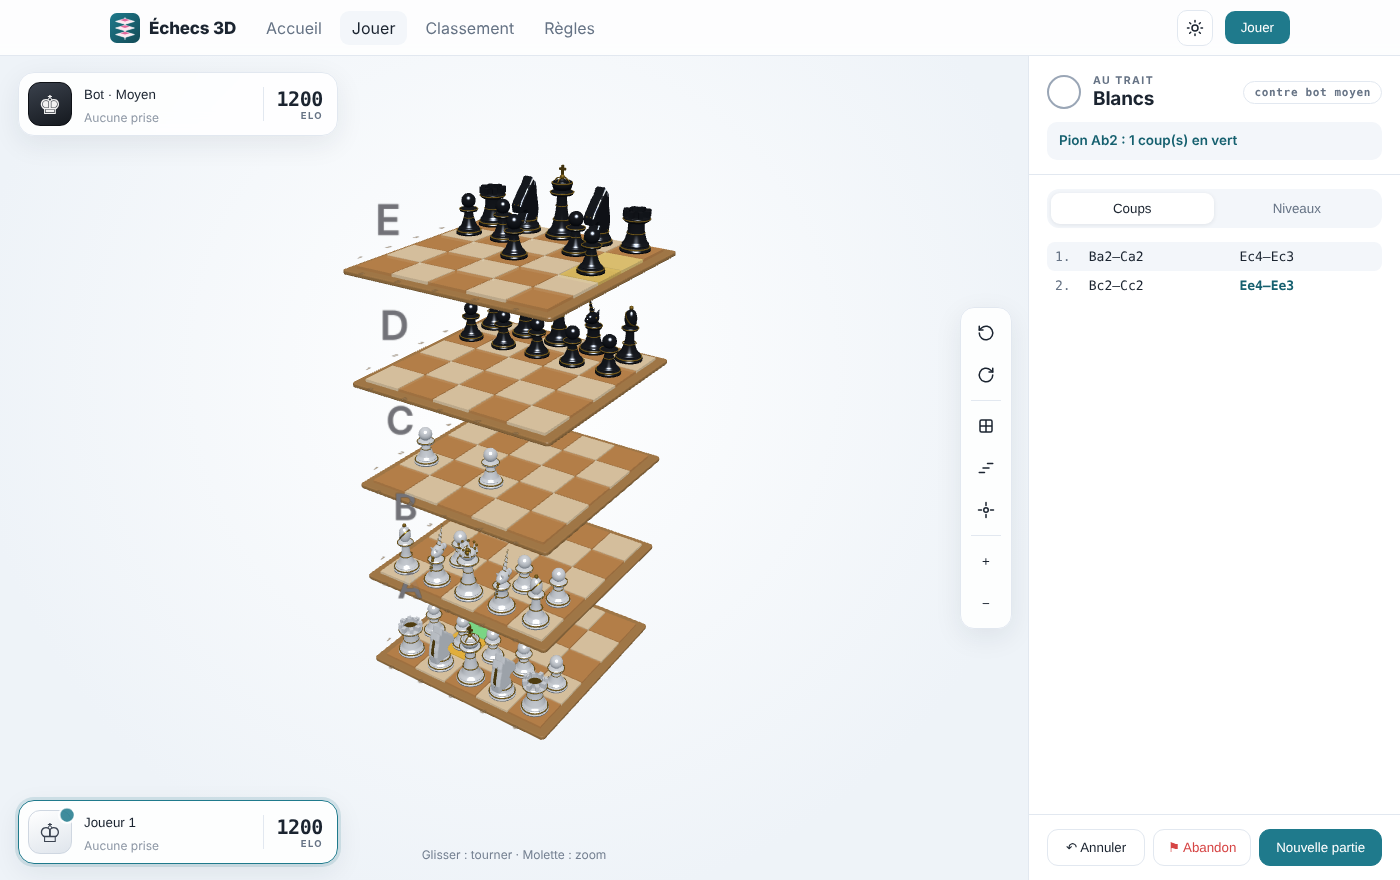 Échecs 3D
Accueil
Jouer
Classement
Règles
Jouer
Bot · Moyen
Aucune prise
1200
ELO
AU TRAIT
Blancs
contre bot moyen
Pion Ab2 : 1 coup(s) en vert
Coups
Niveaux
1. Ba2–Ca2 Ec4–Ec3
2. Bc2–Cc2 Ee4–Ee3
E
D
C
B
A
+
−
Joueur 1
Aucune prise
1200
ELO
Glisser : tourner · Molette : zoom
↶ Annuler
⚑ Abandon
Nouvelle partie